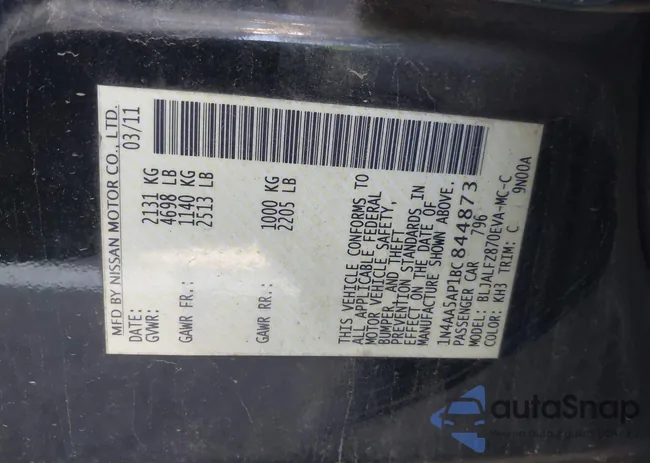 MFD BY NISSAN MOTOR CO., LTD.
DATE: 03/11
GVWR: 2131 KG
4698 LB
GAWR FR.: 1140 KG
2513 LB
GAWR RR.: 1000 KG
2205 LB
THIS VEHICLE CONFORMS TO
ALL APPLICABLE FEDERAL
MOTOR VEHICLE SAFETY,
BUMPER, AND THEFT
PREVENTION STANDARDS IN
EFFECT ON THE DATE OF
MANUFACTURE SHOWN ABOVE.
1N4AA5AP1BC844873
PASSENGER CAR 796
MODEL: BLJALFZ870EVA-MC-C
COLOR: KH3 TRIM: C 9N00A
autoSnap